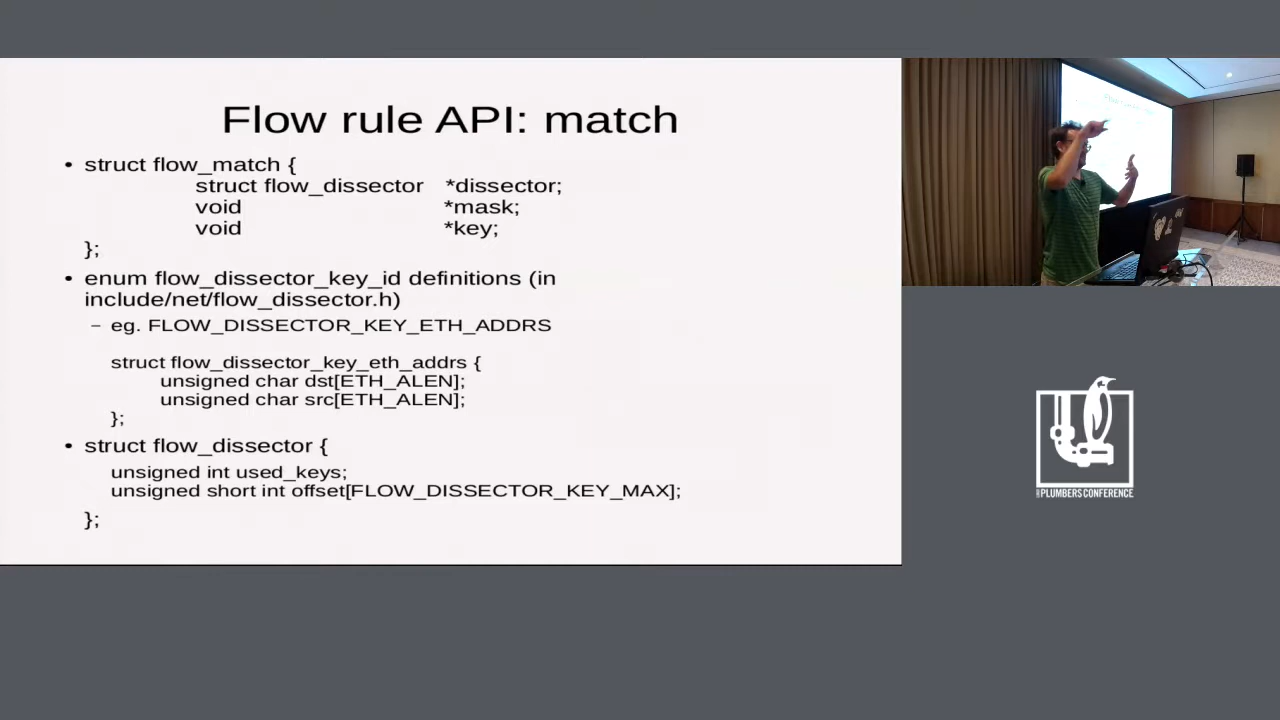 Flow rule API: match
• struct flow_match {
struct flow_dissector *dissector;
void *mask;
void *key;
};
• enum flow_dissector_key_id definitions (in
include/net/flow_dissector.h)
– eg. FLOW_DISSECTOR_KEY_ETH_ADDRS
struct flow_dissector_key_eth_addrs {
unsigned char dst[ETH_ALEN];
unsigned char src[ETH_ALEN];
};
• struct flow_dissector {
unsigned int used_keys;
unsigned short int offset[FLOW_DISSECTOR_KEY_MAX];
};
PLUMBERS CONFERENCE